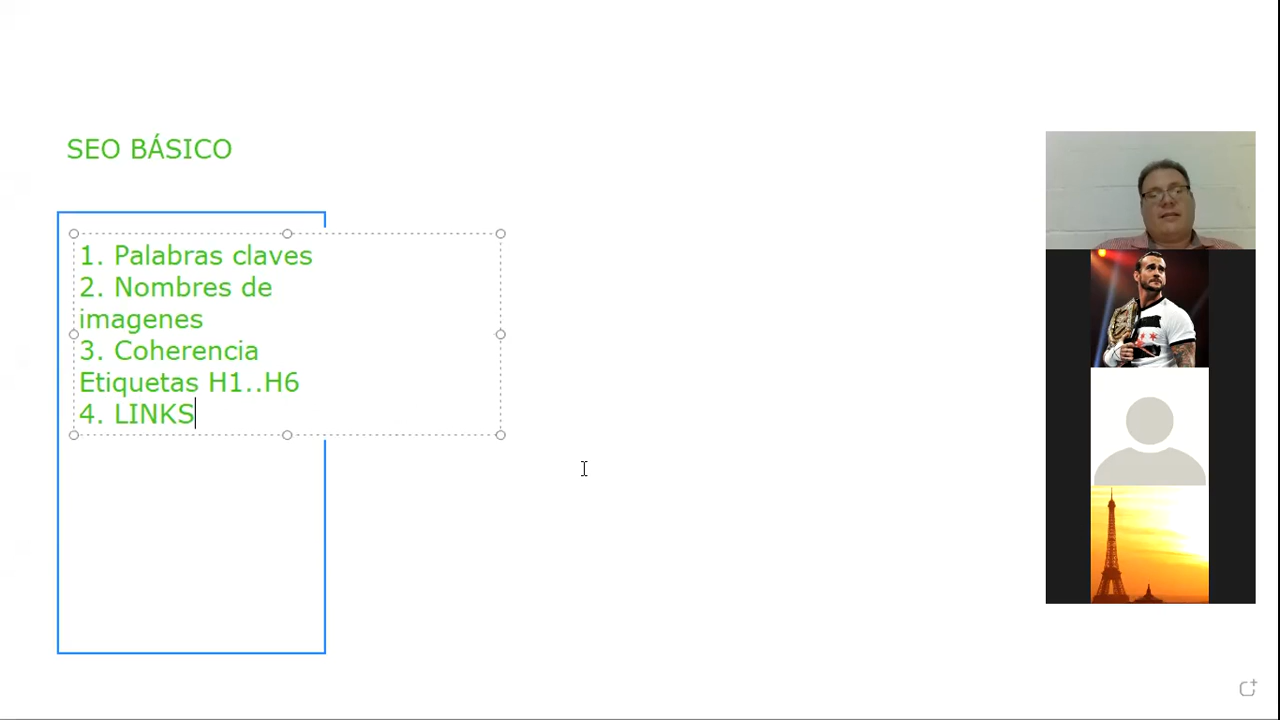 SEO BÁSICO
1. Palabras claves
2. Nombres de
imagenes
3. Coherencia
Etiquetas H1..H6
4. LINKS